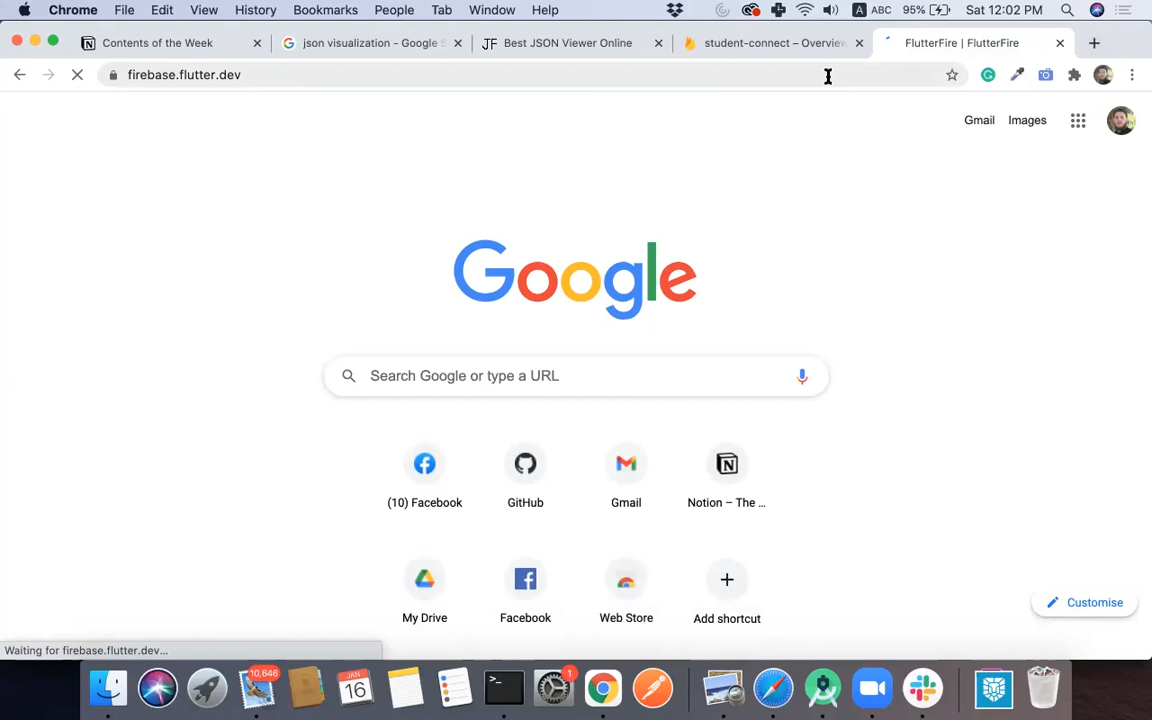 Chrome File Edit View History Bookmarks People Tab Window Help A ABC 95% Sat 12:02 PM
Contents of the Week json visualization - Google S JF Best JSON Viewer Online student-connect – Overview FlutterFire | FlutterFire
firebase.flutter.dev
Gmail Images
Google
Search Google or type a URL
(10) Facebook GitHub Gmail Notion – The ...
My Drive Facebook Web Store Add shortcut
Customise
Waiting for firebase.flutter.dev...
10,646 JAN 16 >_ 1